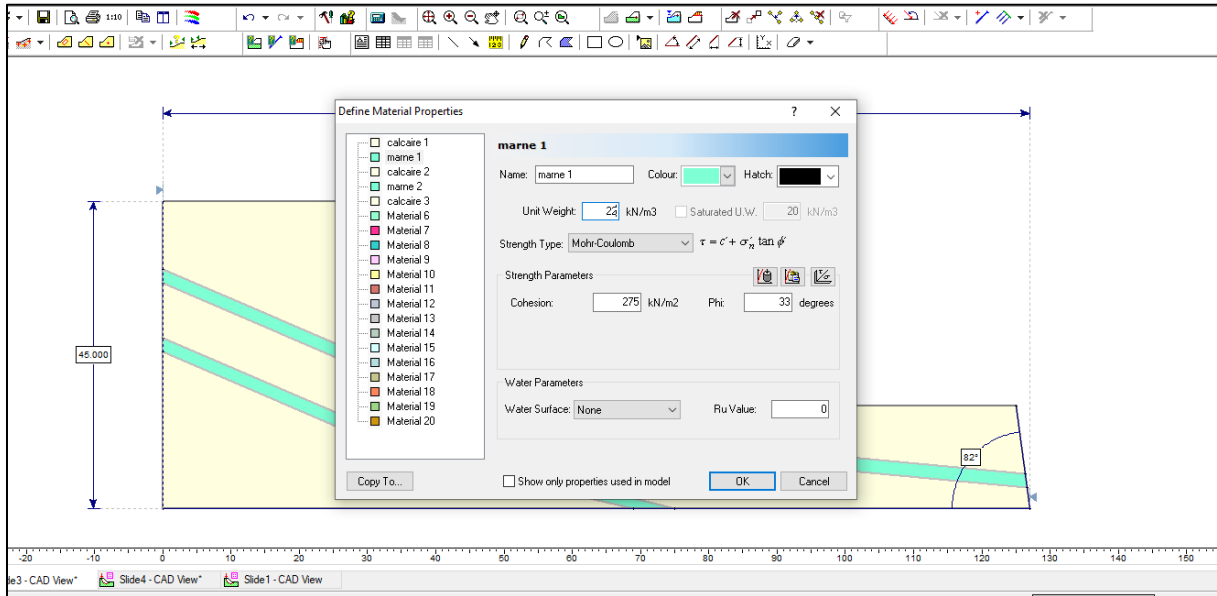 1:10
Define Material Properties ? ×
calcaire 1
marne 1
calcaire 2
marne 2
calcaire 3
Material 6
Material 7
Material 8
Material 9
Material 10
Material 11
Material 12
Material 13
Material 14
Material 15
Material 16
Material 17
Material 18
Material 19
Material 20
Copy To...
marne 1
Name: marne 1 Colour: Hatch:
Unit Weight: kN/m3 Saturated U.W. 20 kN/m3
Strength Type: Mohr-Coulomb τ = c′ + σ′n tan ϕ′
Strength Parameters
Cohesion: 275 kN/m2 Phi: 33 degrees
Water Parameters
Water Surface: None Ru Value: 0
Show only properties used in model OK Cancel
45.000
82°
-20 -10 0 10 20 30 40 50 60 70 80 90 100 110 120 130 140 150
de3 - CAD View* Slide4 - CAD View* Slide1 - CAD View